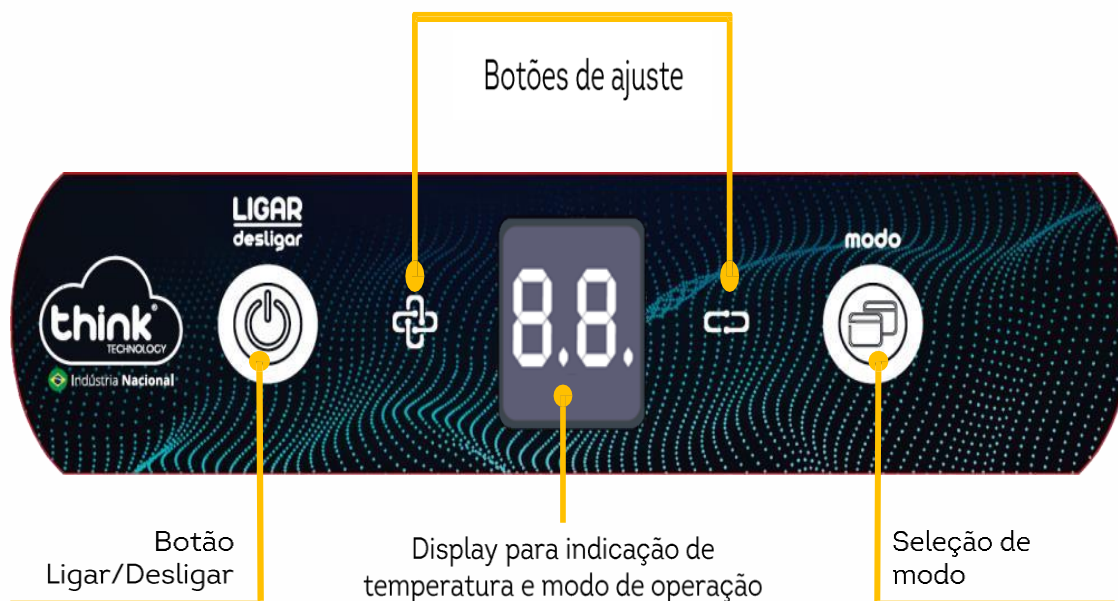 Botões de ajuste
LIGAR
desligar
modo
think®
TECHNOLOGY
Indústria Nacional
8.8.
Botão
Ligar/Desligar
Display para indicação de
temperatura e modo de operação
Seleção de
modo